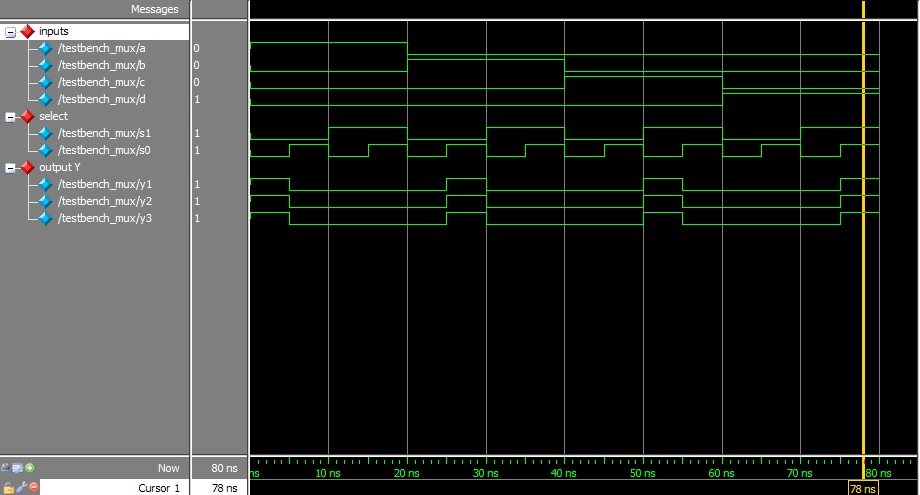 Messages
inputs
/testbench_mux/a 0
/testbench_mux/b 0
/testbench_mux/c 0
/testbench_mux/d 1
select
/testbench_mux/s1 1
/testbench_mux/s0 1
output Y
/testbench_mux/y1 1
/testbench_mux/y2 1
/testbench_mux/y3 1
Now 80 ns ns 10 ns 20 ns 30 ns 40 ns 50 ns 60 ns 70 ns 80 ns
Cursor 1 78 ns 78 ns